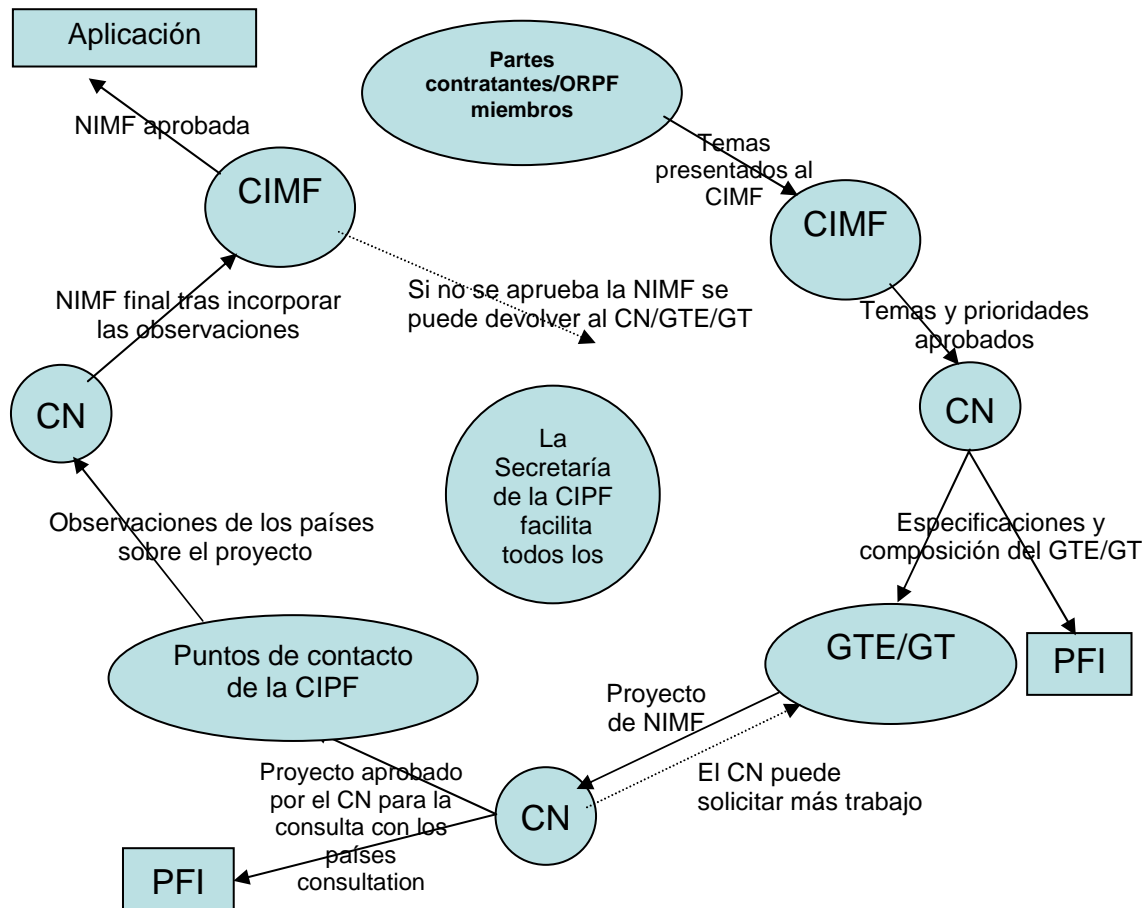 Aplicación
Partes
contratantes/ORPF
miembros
NIMF aprobada
Temas
presentados al
CIMF
CIMF
CIMF
NIMF final tras incorporar
las observaciones
Si no se aprueba la NIMF se
puede devolver al CN/GTE/GT
Temas y prioridades
aprobados
CN
CN
La
Secretaría
de la CIPF
facilita
todos los
Observaciones de los países
sobre el proyecto
Especificaciones y
composición del GTE/GT
Puntos de contacto
de la CIPF
GTE/GT
PFI
Proyecto
de NIMF
El CN puede
solicitar más trabajo
Proyecto aprobado
por el CN para la
consulta con los
países
consultation
CN
PFI